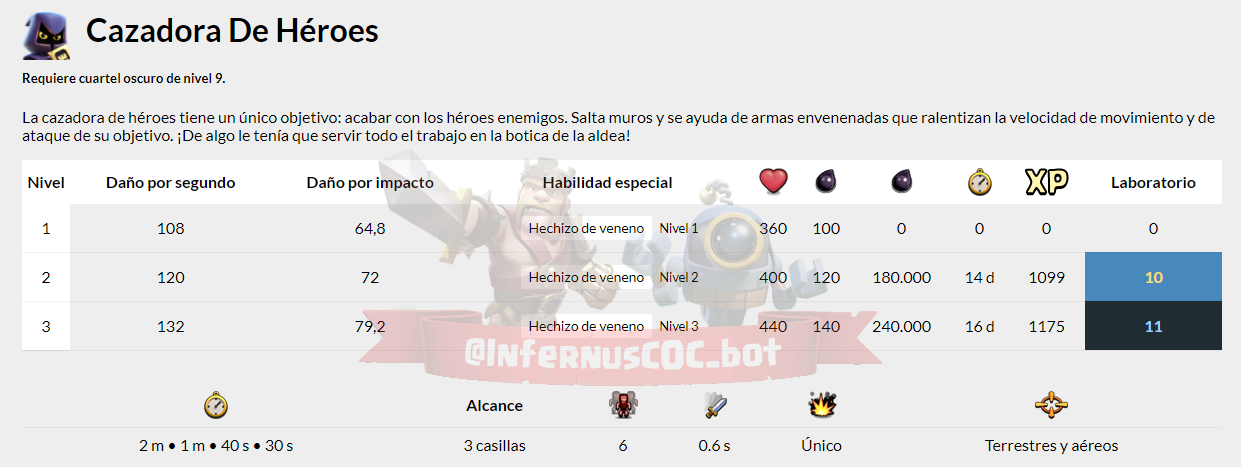 Cazadora De Héroes
Requiere cuartel oscuro de nivel 9.
La cazadora de héroes tiene un único objetivo: acabar con los héroes enemigos. Salta muros y se ayuda de armas envenenadas que ralentizan la velocidad de movimiento y de
ataque de su objetivo. ¡De algo le tenía que servir todo el trabajo en la botica de la aldea!
Nivel Daño por segundo Daño por impacto Habilidad especial XP Laboratorio
1 108 64,8 Hechizo de veneno Nivel 1 360 100 0 0 0 0
2 120 72 Hechizo de veneno Nivel 2 400 120 180.000 14 d 1099 10
3 132 79,2 Hechizo de veneno Nivel 3 440 140 240.000 16 d 1175 11
@InfernusCOC_bot
Alcance
2 m • 1 m • 40 s • 30 s 3 casillas 6 0.6 s Único Terrestres y aéreos